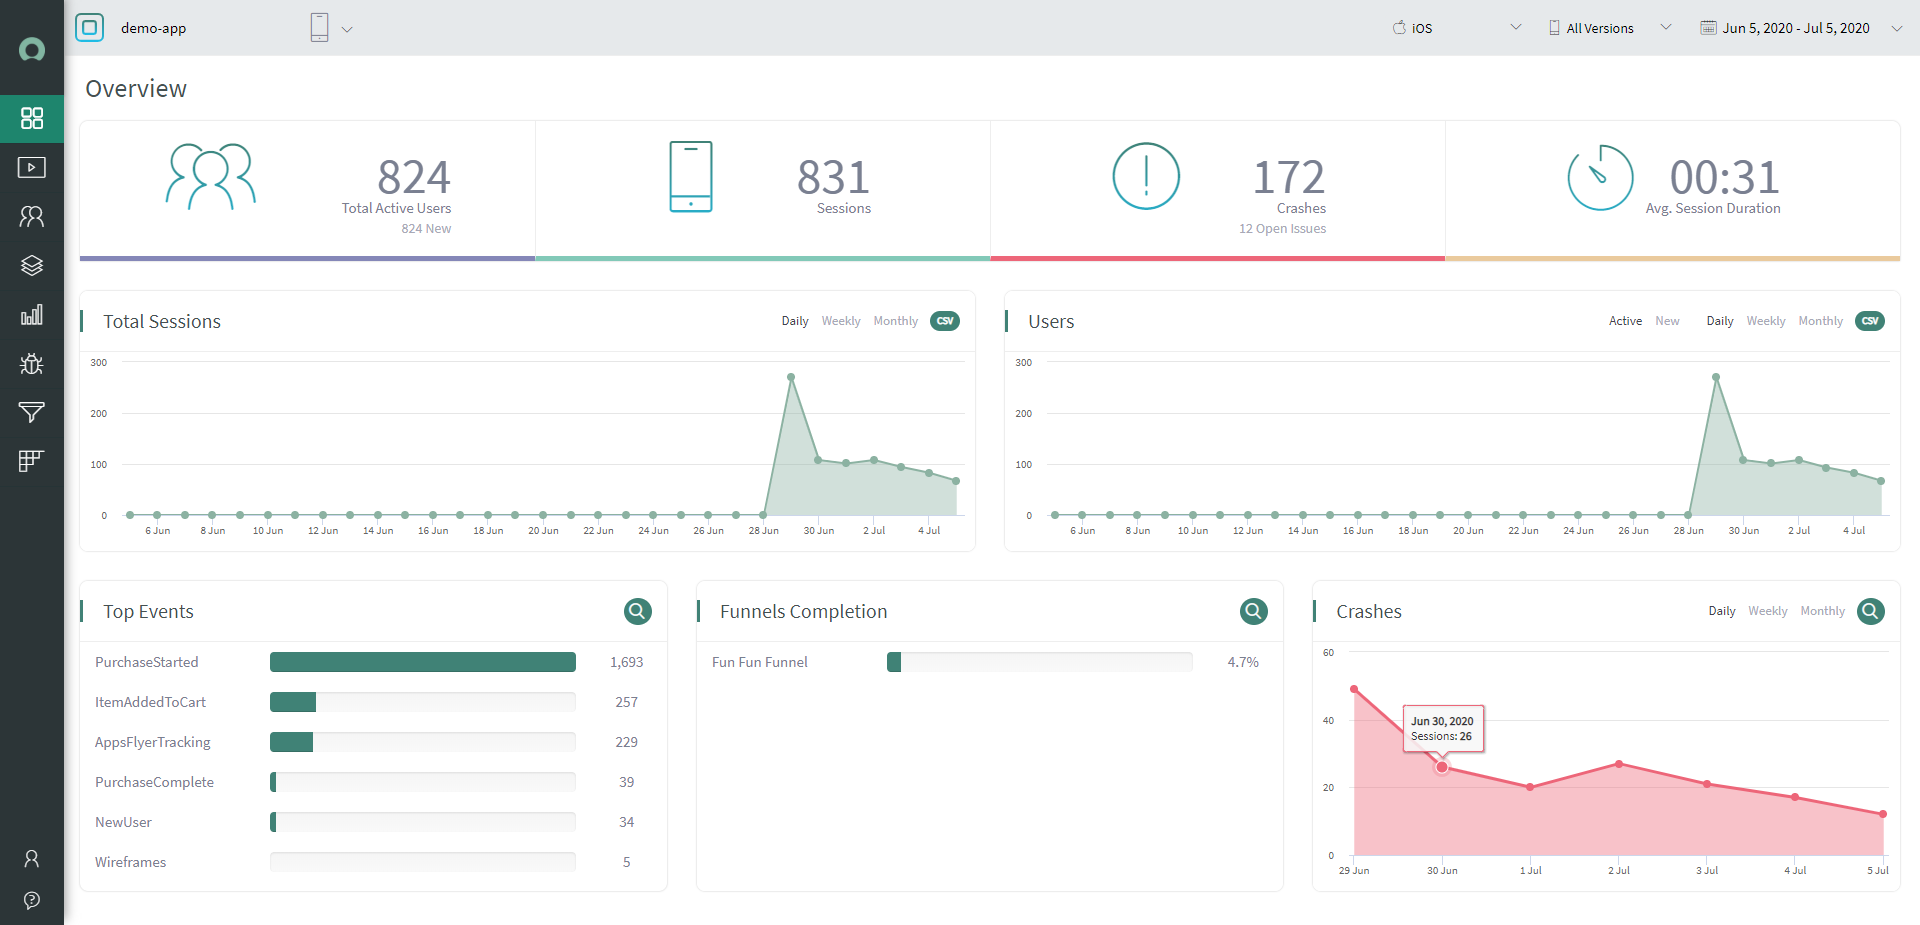 demo-app
iOS
All Versions
Jun 5, 2020 - Jul 5, 2020
Overview
824
Total Active Users
824 New
831
Sessions
172
Crashes
12 Open Issues
00:31
Avg. Session Duration
Total Sessions
Daily Weekly Monthly CSV
300
200
100
0
6 Jun 8 Jun 10 Jun 12 Jun 14 Jun 16 Jun 18 Jun 20 Jun 22 Jun 24 Jun 26 Jun 28 Jun 30 Jun 2 Jul 4 Jul
Users
Active New Daily Weekly Monthly CSV
300
200
100
0
6 Jun 8 Jun 10 Jun 12 Jun 14 Jun 16 Jun 18 Jun 20 Jun 22 Jun 24 Jun 26 Jun 28 Jun 30 Jun 2 Jul 4 Jul
Top Events
PurchaseStarted 1,693
ItemAddedToCart 257
AppsFlyerTracking 229
PurchaseComplete 39
NewUser 34
Wireframes 5
Funnels Completion
Fun Fun Funnel 4.7%
Crashes
Daily Weekly Monthly
60
40
20
0
Jun 30, 2020
Sessions: 26
29 Jun 30 Jun 1 Jul 2 Jul 3 Jul 4 Jul 5 Jul